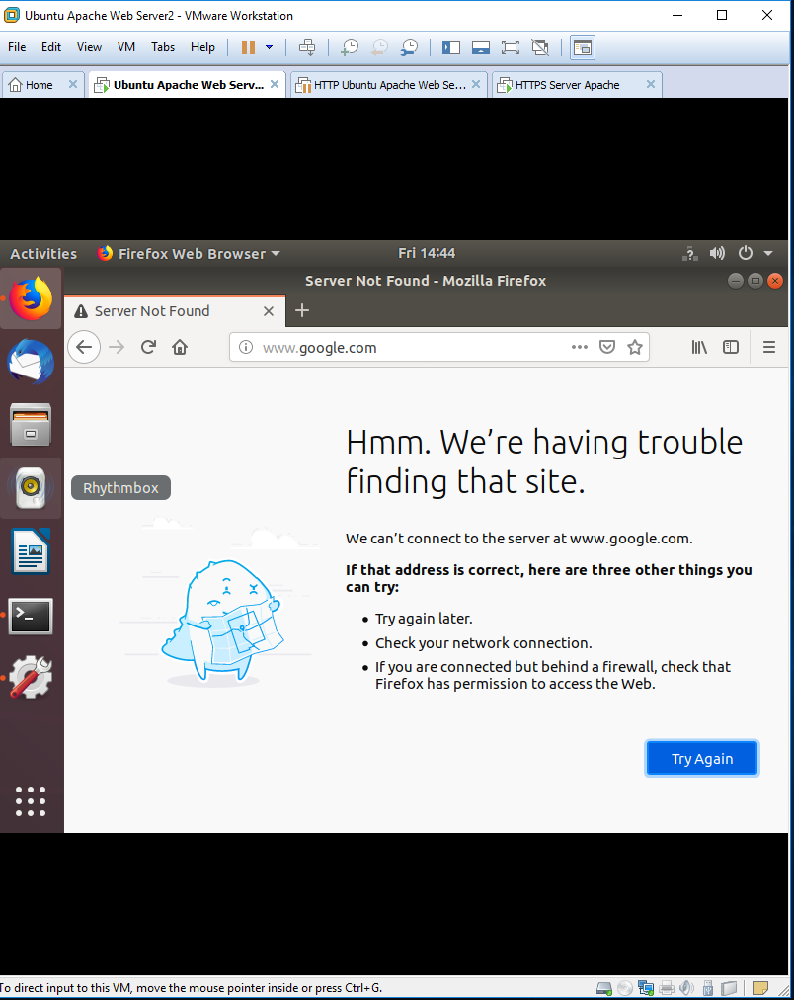 Ubuntu Apache Web Server2 - VMware Workstation
File Edit View VM Tabs Help
Home Ubuntu Apache Web Serv... HTTP Ubuntu Apache Web Se... HTTPS Server Apache
Activities Firefox Web Browser Fri 14:44
Server Not Found - Mozilla Firefox
Server Not Found
www.google.com
Hmm. We’re having trouble
finding that site.
Rhythmbox
We can’t connect to the server at www.google.com.
If that address is correct, here are three other things you
can try:
Try again later.
Check your network connection.
If you are connected but behind a firewall, check that
Firefox has permission to access the Web.
Try Again
To direct input to this VM, move the mouse pointer inside or press Ctrl+G.